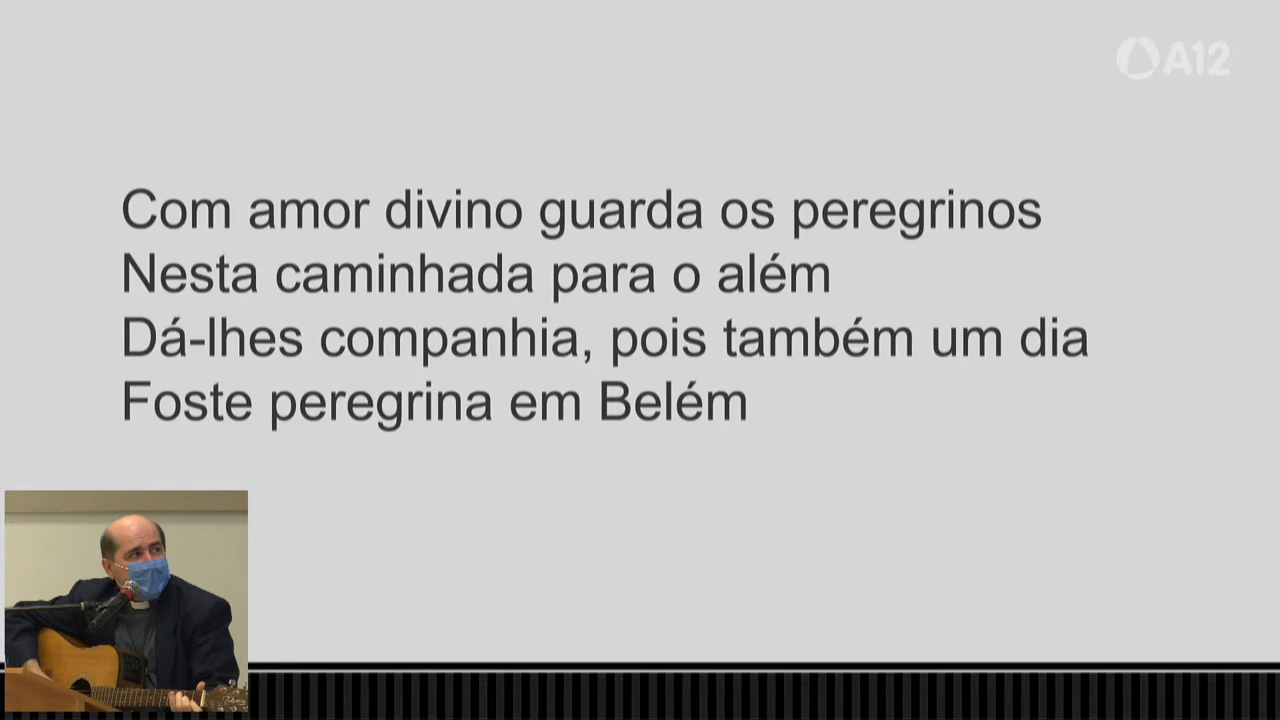 A12
Com amor divino guarda os peregrinos
Nesta caminhada para o além
Dá-lhes companhia, pois também um dia
Foste peregrina em Belém